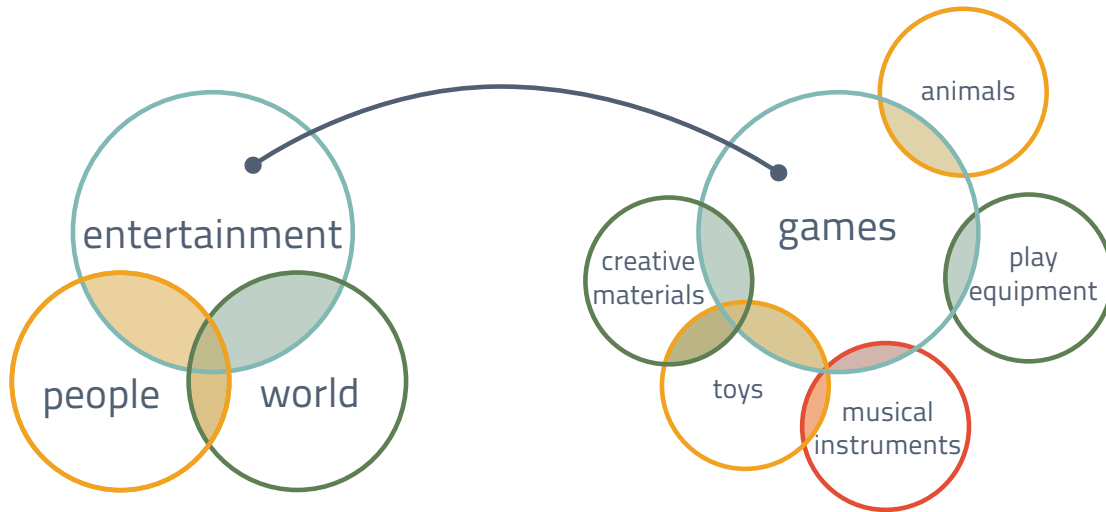 entertainment
people
world
games
animals
creative
materials
play
equipment
toys
musical
instruments